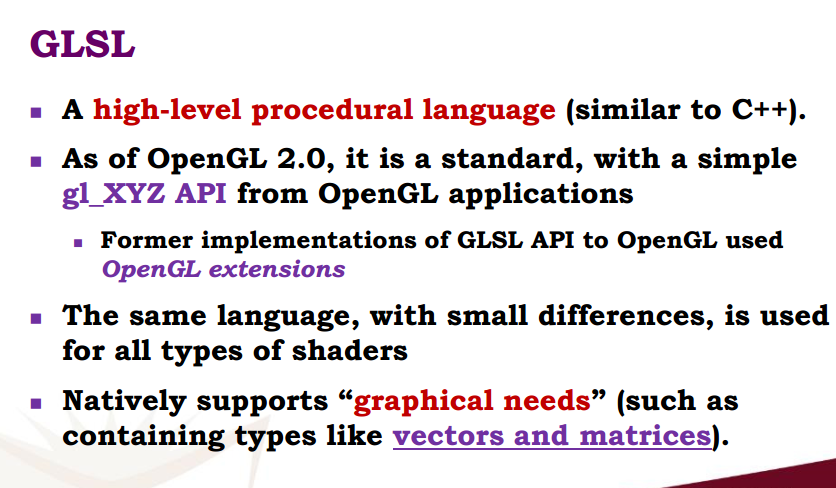 GLSL
▪ A high-level procedural language (similar to C++).
▪ As of OpenGL 2.0, it is a standard, with a simple
gl_XYZ API from OpenGL applications
▪ Former implementations of GLSL API to OpenGL used
OpenGL extensions
▪ The same language, with small differences, is used
for all types of shaders
▪ Natively supports “graphical needs” (such as
containing types like vectors and matrices).